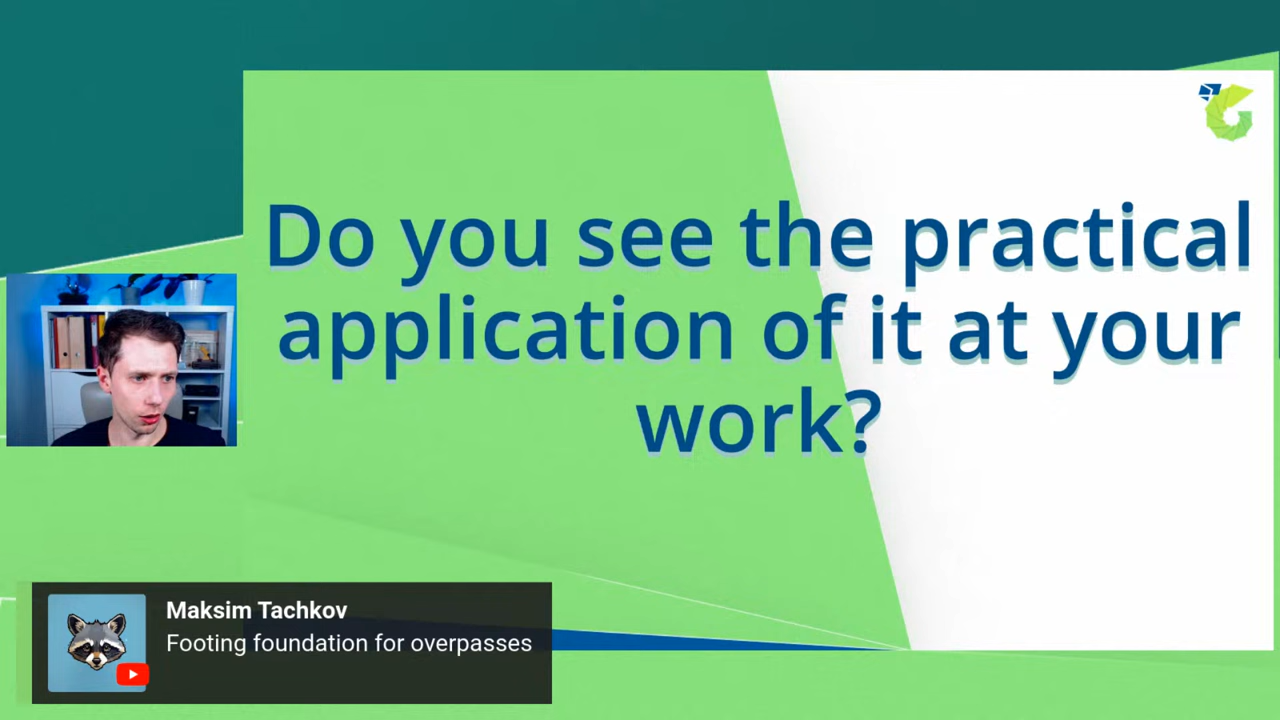 Do you see the practical
application of it at your
work?
Maksim Tachkov
Footing foundation for overpasses